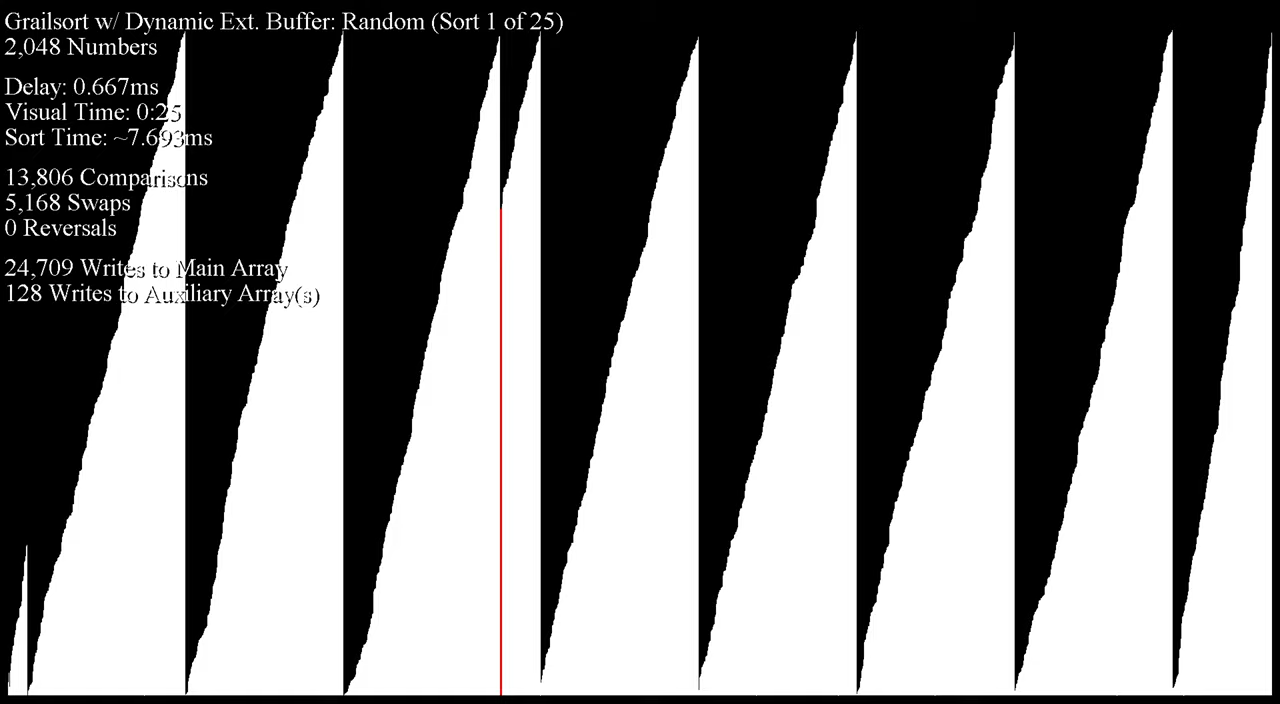 Grailsort w/ Dynamic Ext. Buffer: Random (Sort 1 of 25)
2,048 Numbers
Delay: 0.667ms
Visual Time: 0:25
Sort Time: ~7.693ms
13,806 Comparisons
5,168 Swaps
0 Reversals
24,709 Writes to Main Array
128 Writes to Auxiliary Array(s)